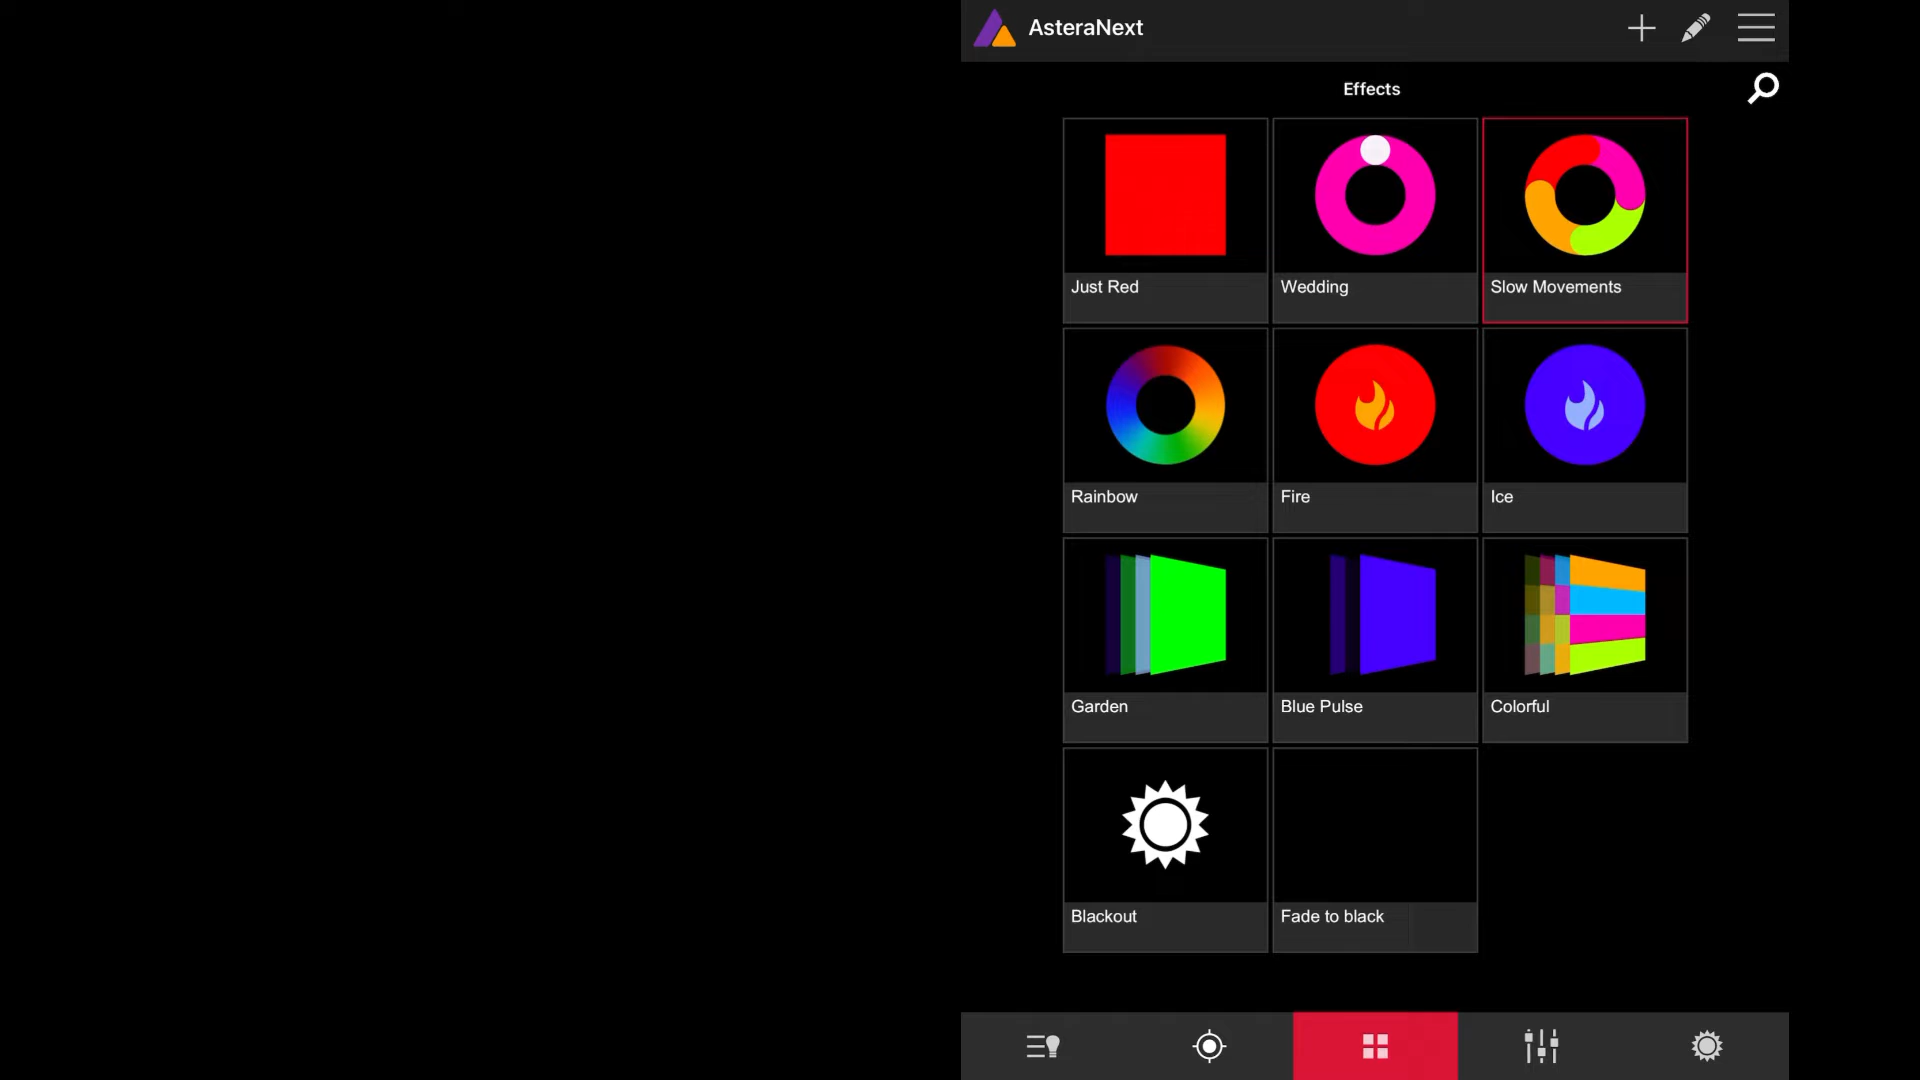 AsteraNext
Effects
Just Red
Wedding
Slow Movements
Rainbow
Fire
Ice
Garden
Blue Pulse
Colorful
Blackout
Fade to black